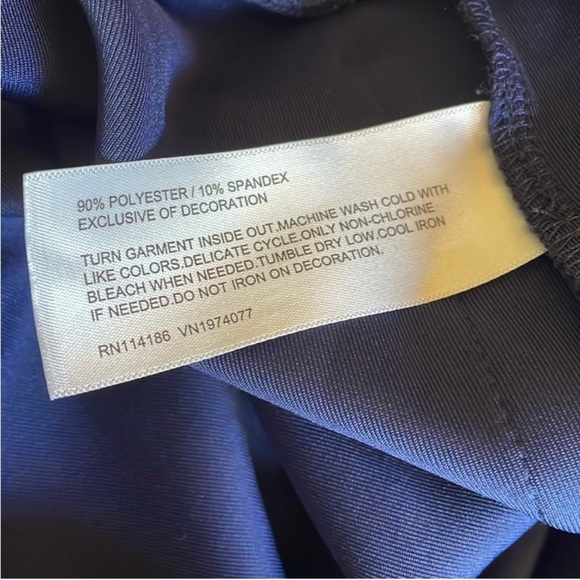 90% POLYESTER / 10% SPANDEX
EXCLUSIVE OF DECORATION
TURN GARMENT INSIDE OUT.MACHINE WASH COLD WITH
LIKE COLORS.DELICATE CYCLE.ONLY NON-CHLORINE
BLEACH WHEN NEEDED.TUMBLE DRY LOW.COOL IRON
IF NEEDED.DO NOT IRON ON DECORATION.
RN114186 VN1974077